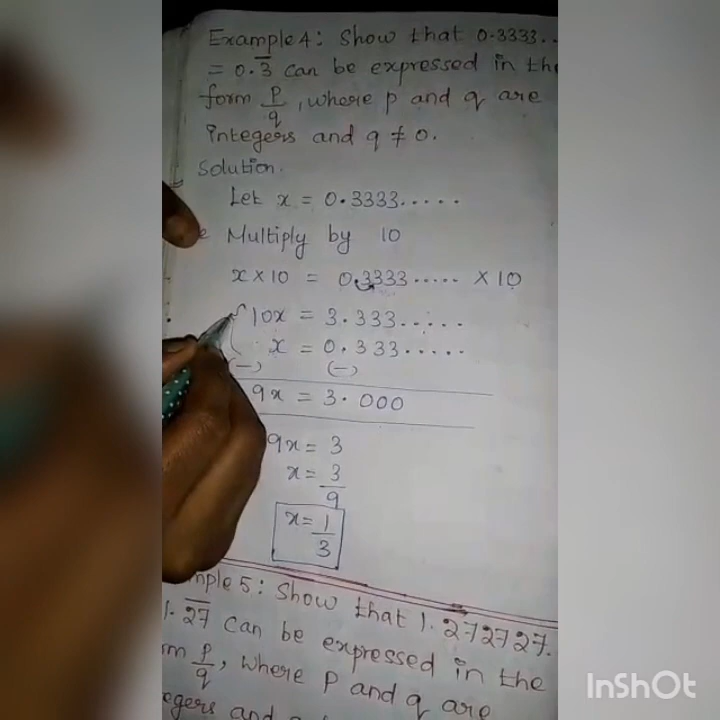 Example 4: Show that 0.3333..
= 0.3̅ can be expressed in the
form p/q, where p and q are
integers and q ≠ 0.
Solution.
Let x = 0.3333.....
Multiply by 10
x × 10 = 0.3333..... × 10
10x = 3.333......
x = 0.333.....
(-) (-)
9x = 3.000
9x = 3
x = 3/9
x = 1/3
mple 5: Show that 1.272727.
1.2̅7̅ can be expressed in the
m p/q, where p and q are
egers and
InShOt